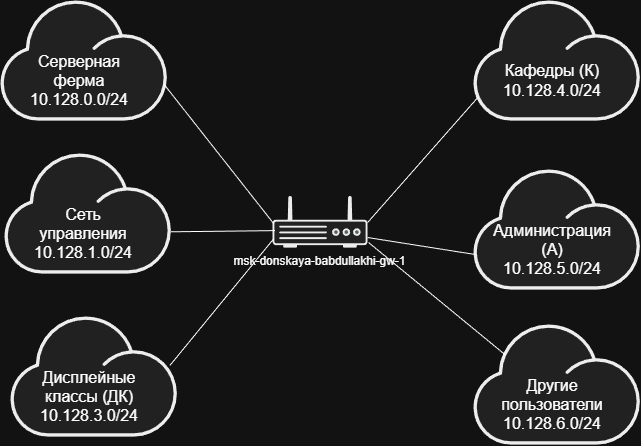 Серверная
ферма
10.128.0.0/24
Кафедры (К)
10.128.4.0/24
Сеть
управления
10.128.1.0/24
Администрация
(А)
10.128.5.0/24
msk-donskaya-babdullakhi-gw-1
Дисплейные
классы (ДК)
10.128.3.0/24
Другие
пользователи
10.128.6.0/24